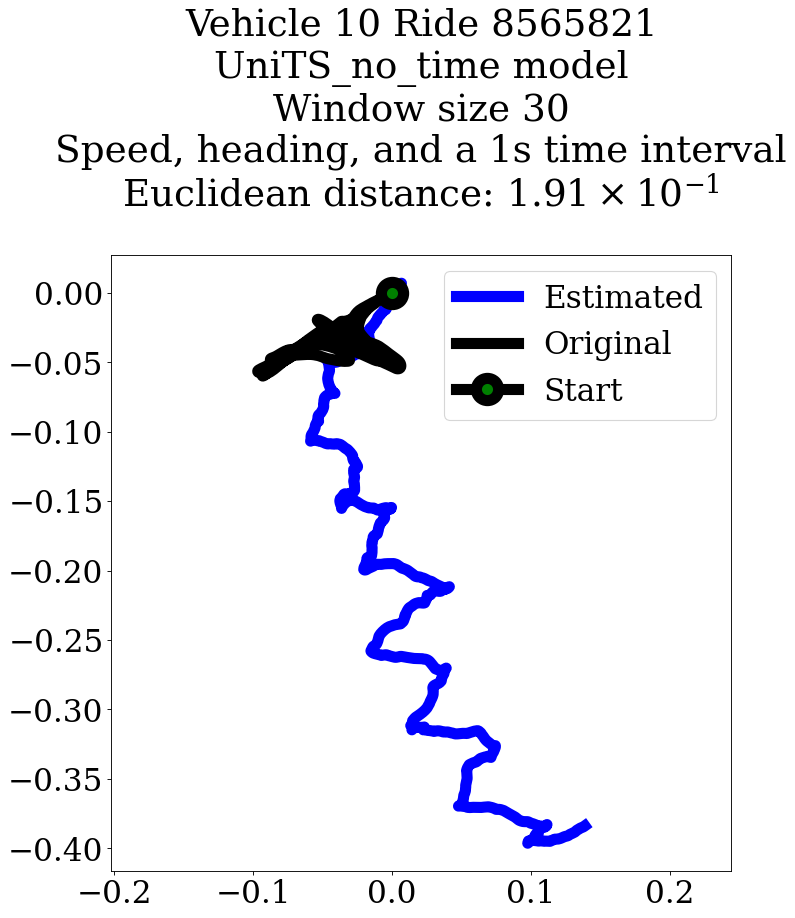 Vehicle 10 Ride 8565821
UniTS_no_time model
Window size 30
Speed, heading, and a 1s time interval
Euclidean distance: 1.91 × 10⁻¹
Estimated
Original
Start
0.00
−0.05
−0.10
−0.15
−0.20
−0.25
−0.30
−0.35
−0.40
−0.2 −0.1 0.0 0.1 0.2